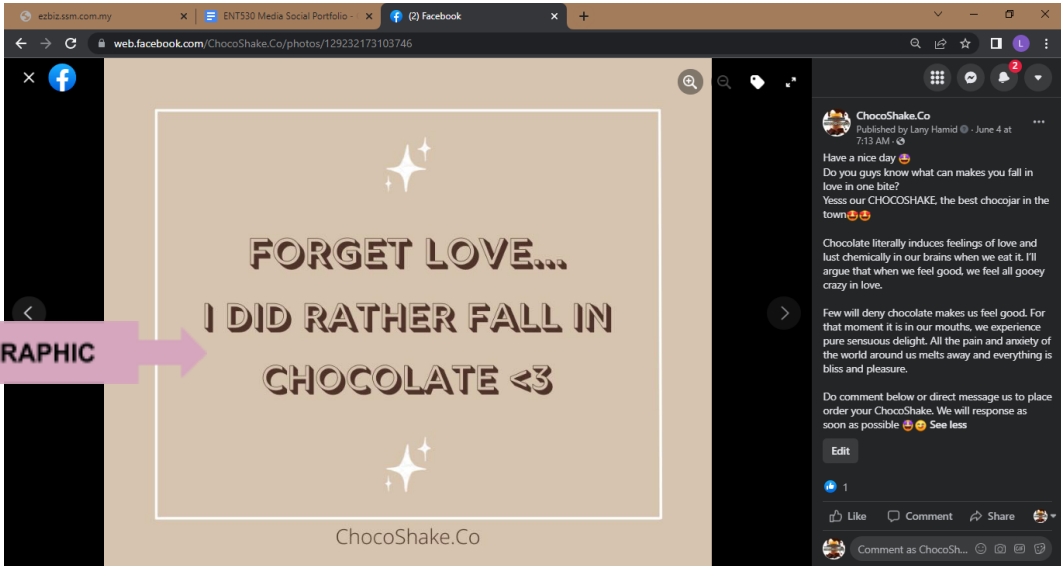 ezbiz.ssm.com.my
ENT530 Media Social Portfolio -
(2) Facebook
web.facebook.com/ChocoShake.Co/photos/129232173103746
L
2
FORGET LOVE...
I DID RATHER FALL IN
CHOCOLATE <3
ChocoShake.Co
RAPHIC
ChocoShake.Co
Published by Lany Hamid · June 4 at
7:13 AM ·
Have a nice day 🤩
Do you guys know what can makes you fall in
love in one bite?
Yesss our CHOCOSHAKE, the best chocojar in the
town🤩🤩
Chocolate literally induces feelings of love and
lust chemically in our brains when we eat it. I'll
argue that when we feel good, we feel all gooey
crazy in love.
Few will deny chocolate makes us feel good. For
that moment it is in our mouths, we experience
pure sensuous delight. All the pain and anxiety of
the world around us melts away and everything is
bliss and pleasure.
Do comment below or direct message us to place
order your ChocoShake. We will response as
soon as possible 🤩😋 See less
Edit
1
Like Comment Share
Comment as ChocoSh...